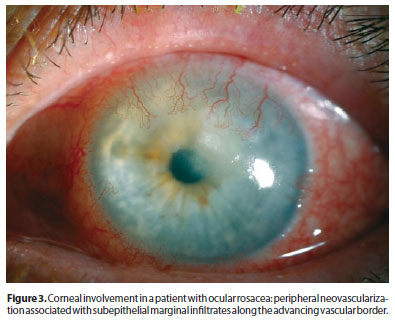 Figure 3. Corneal involvement in a patient with ocular rosacea: peripheral neovasculariza-
tion associated with subepithelial marginal infiltrates along the advancing vascular border.